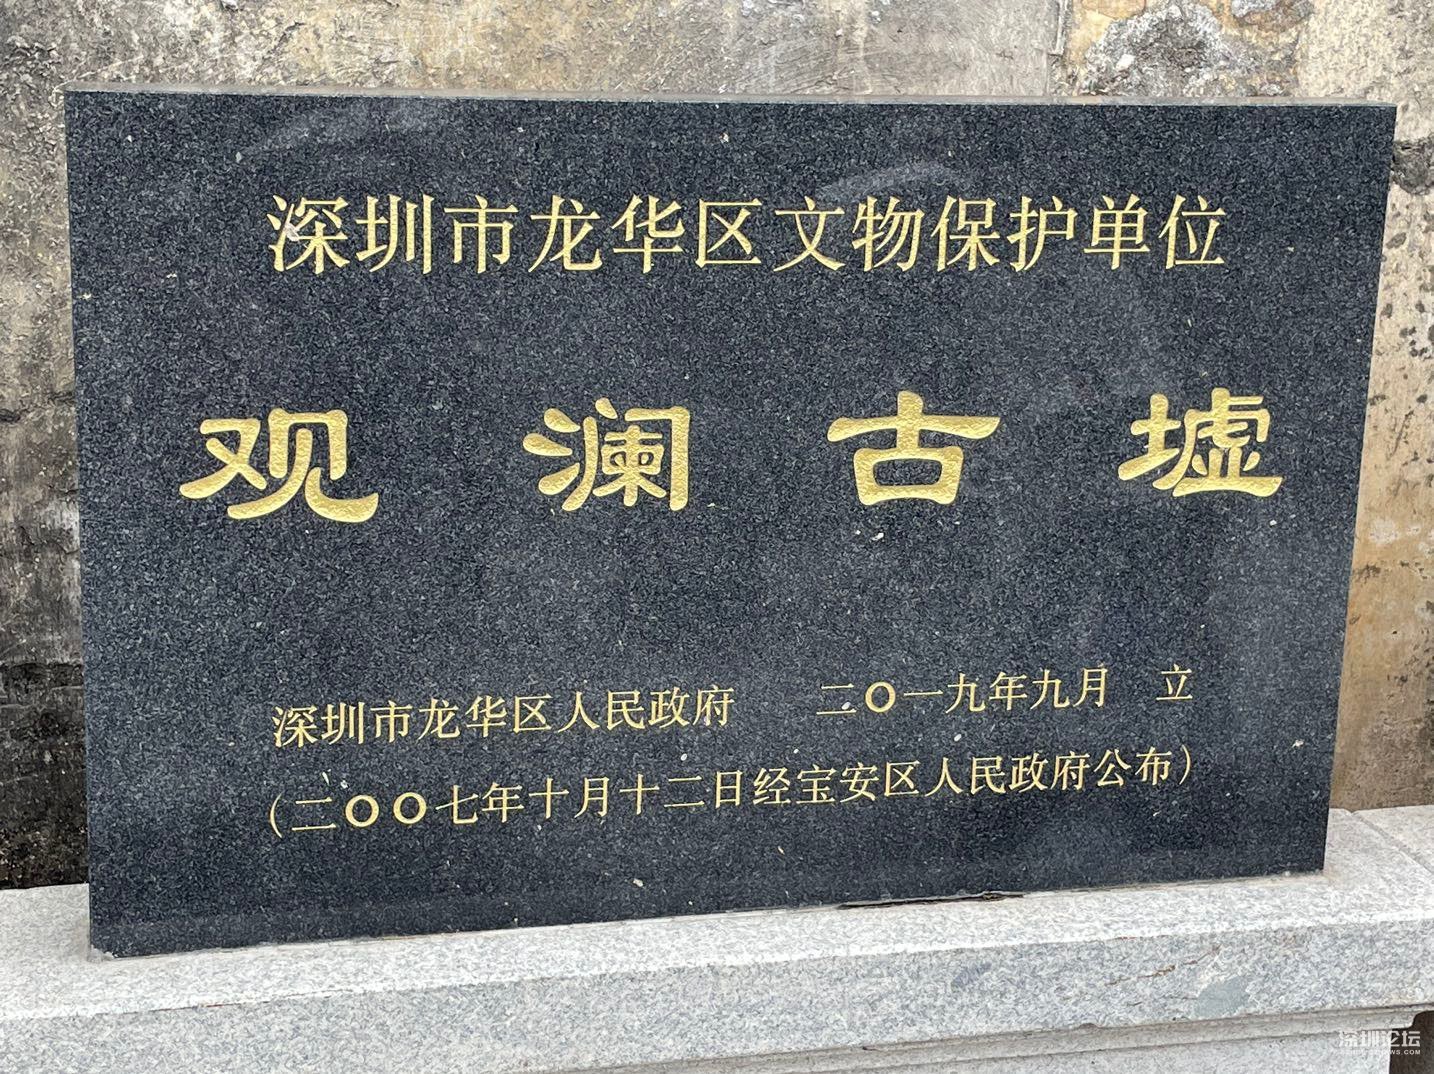 深圳市龙华区文物保护单位
观澜古墟
深圳市龙华区人民政府 二〇一九年九月 立
(二〇〇七年十月十二日经宝安区人民政府公布)
深圳论坛